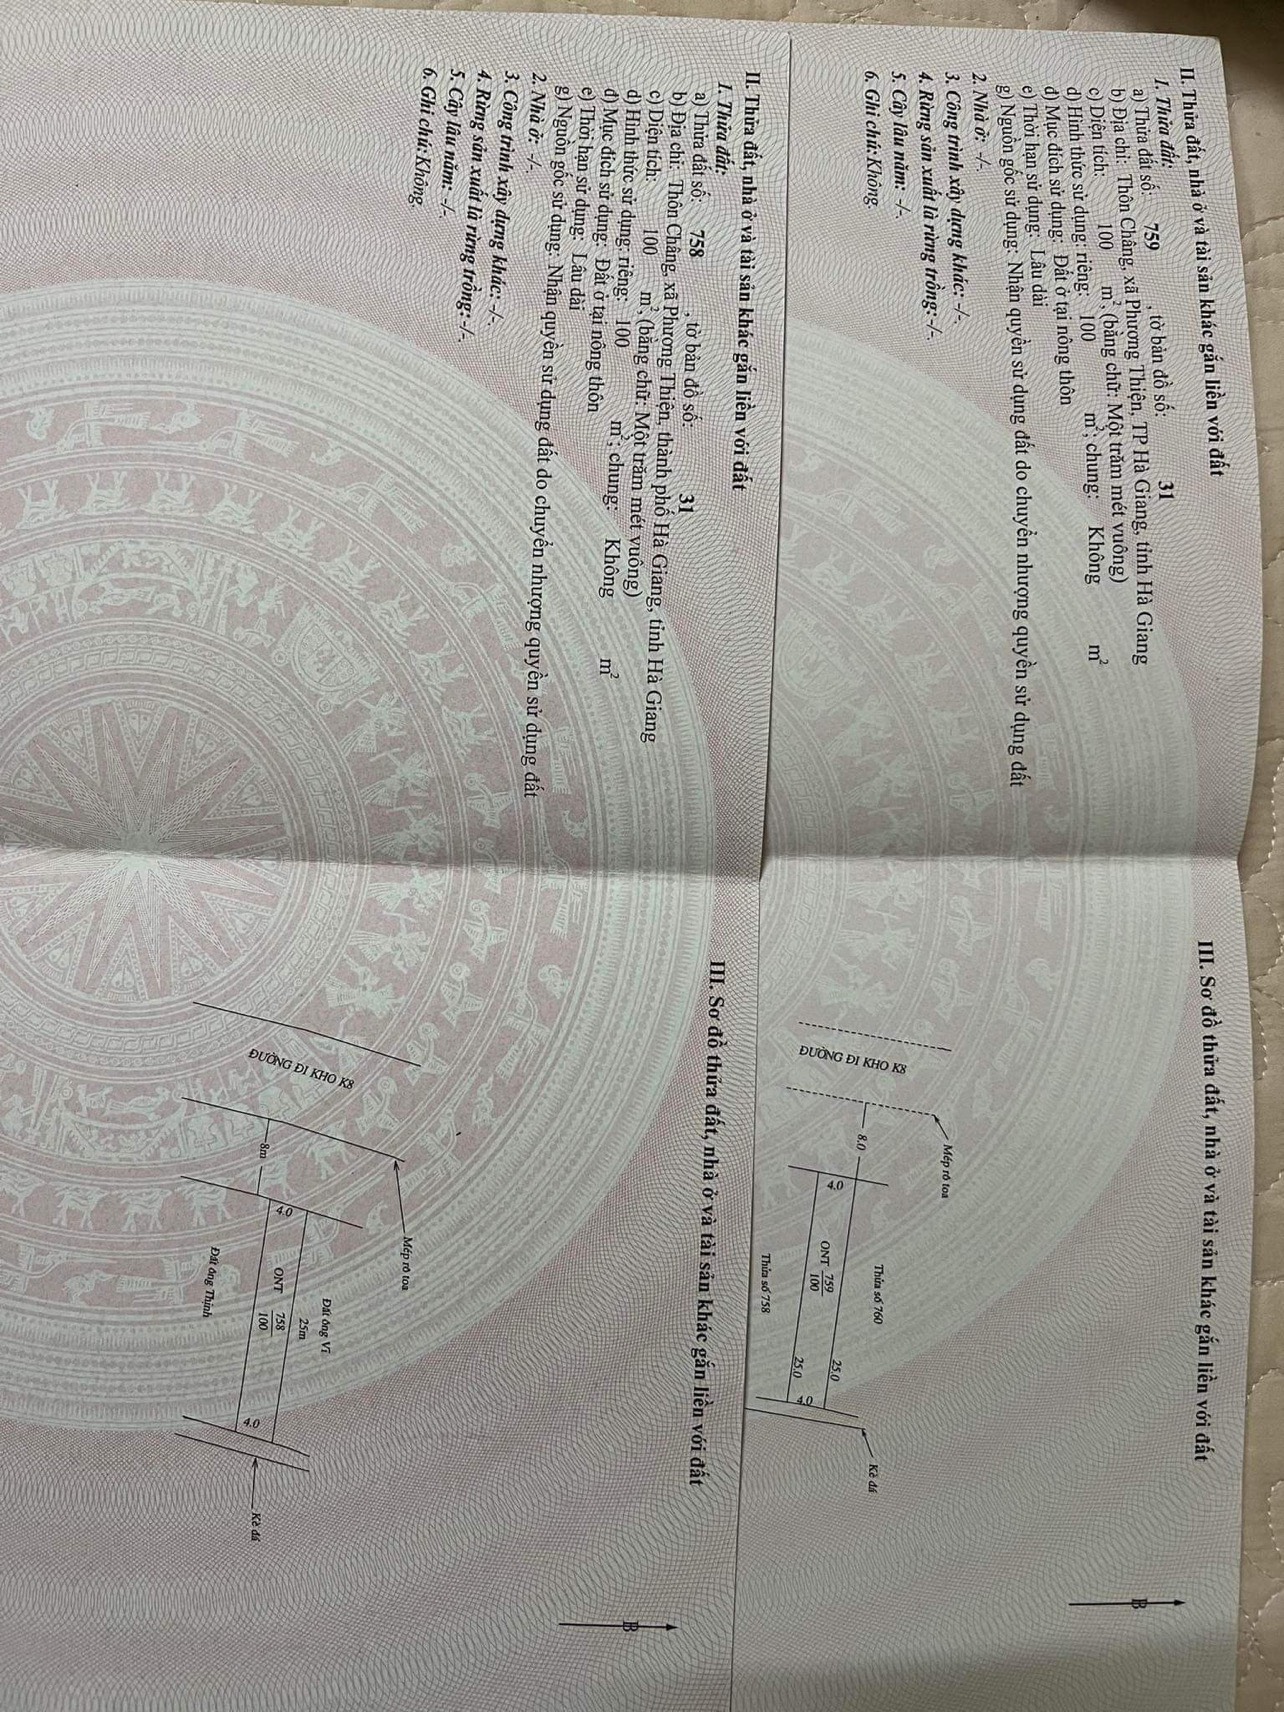 II. Thửa đất, nhà ở và tài sản khác gắn liền với đất
1. Thửa đất:
a) Thửa đất số: 759 , tờ bản đồ số: 31
b) Địa chỉ: Thôn Châng, xã Phương Thiện, TP Hà Giang, tỉnh Hà Giang
c) Diện tích: 100 m², (bằng chữ: Một trăm mét vuông)
d) Hình thức sử dụng: riêng: 100 m²; chung: Không m²
đ) Mục đích sử dụng: Đất ở tại nông thôn
e) Thời hạn sử dụng: Lâu dài
g) Nguồn gốc sử dụng: Nhận quyền sử dụng đất do chuyển nhượng quyền sử dụng đất
2. Nhà ở: -/-.
3. Công trình xây dựng khác: -/-.
4. Rừng sản xuất là rừng trồng: -/-.
5. Cây lâu năm: -/-.
6. Ghi chú: Không.
III. Sơ đồ thửa đất, nhà ở và tài sản khác gắn liền với đất
B
Mép rô toa
ĐƯỜNG ĐI KHO K8
8.0
Thửa số 760
4.0
25.0
ONT 759
100
25.0
4.0
Kè đá
Thửa số 758
II. Thửa đất, nhà ở và tài sản khác gắn liền với đất
1. Thửa đất:
a) Thửa đất số: 758 , tờ bản đồ số: 31
b) Địa chỉ: Thôn Châng, xã Phương Thiện, thành phố Hà Giang, tỉnh Hà Giang
c) Diện tích: 100 m², (bằng chữ: Một trăm mét vuông)
d) Hình thức sử dụng: riêng: 100 m²; chung: Không m²
đ) Mục đích sử dụng: Đất ở tại nông thôn
e) Thời hạn sử dụng: Lâu dài
g) Nguồn gốc sử dụng: Nhận quyền sử dụng đất do chuyển nhượng quyền sử dụng đất
2. Nhà ở: -/-.
3. Công trình xây dựng khác: -/-.
4. Rừng sản xuất là rừng trồng: -/-.
5. Cây lâu năm: -/-.
6. Ghi chú: Không
III. Sơ đồ thửa đất, nhà ở và tài sản khác gắn liền với đất
B
Mép rô toa
ĐƯỜNG ĐI KHO K8
8m
Đất ông Vĩ
25m
4.0
ONT 758
100
4.0
Kè đá
Đất ông Thịnh